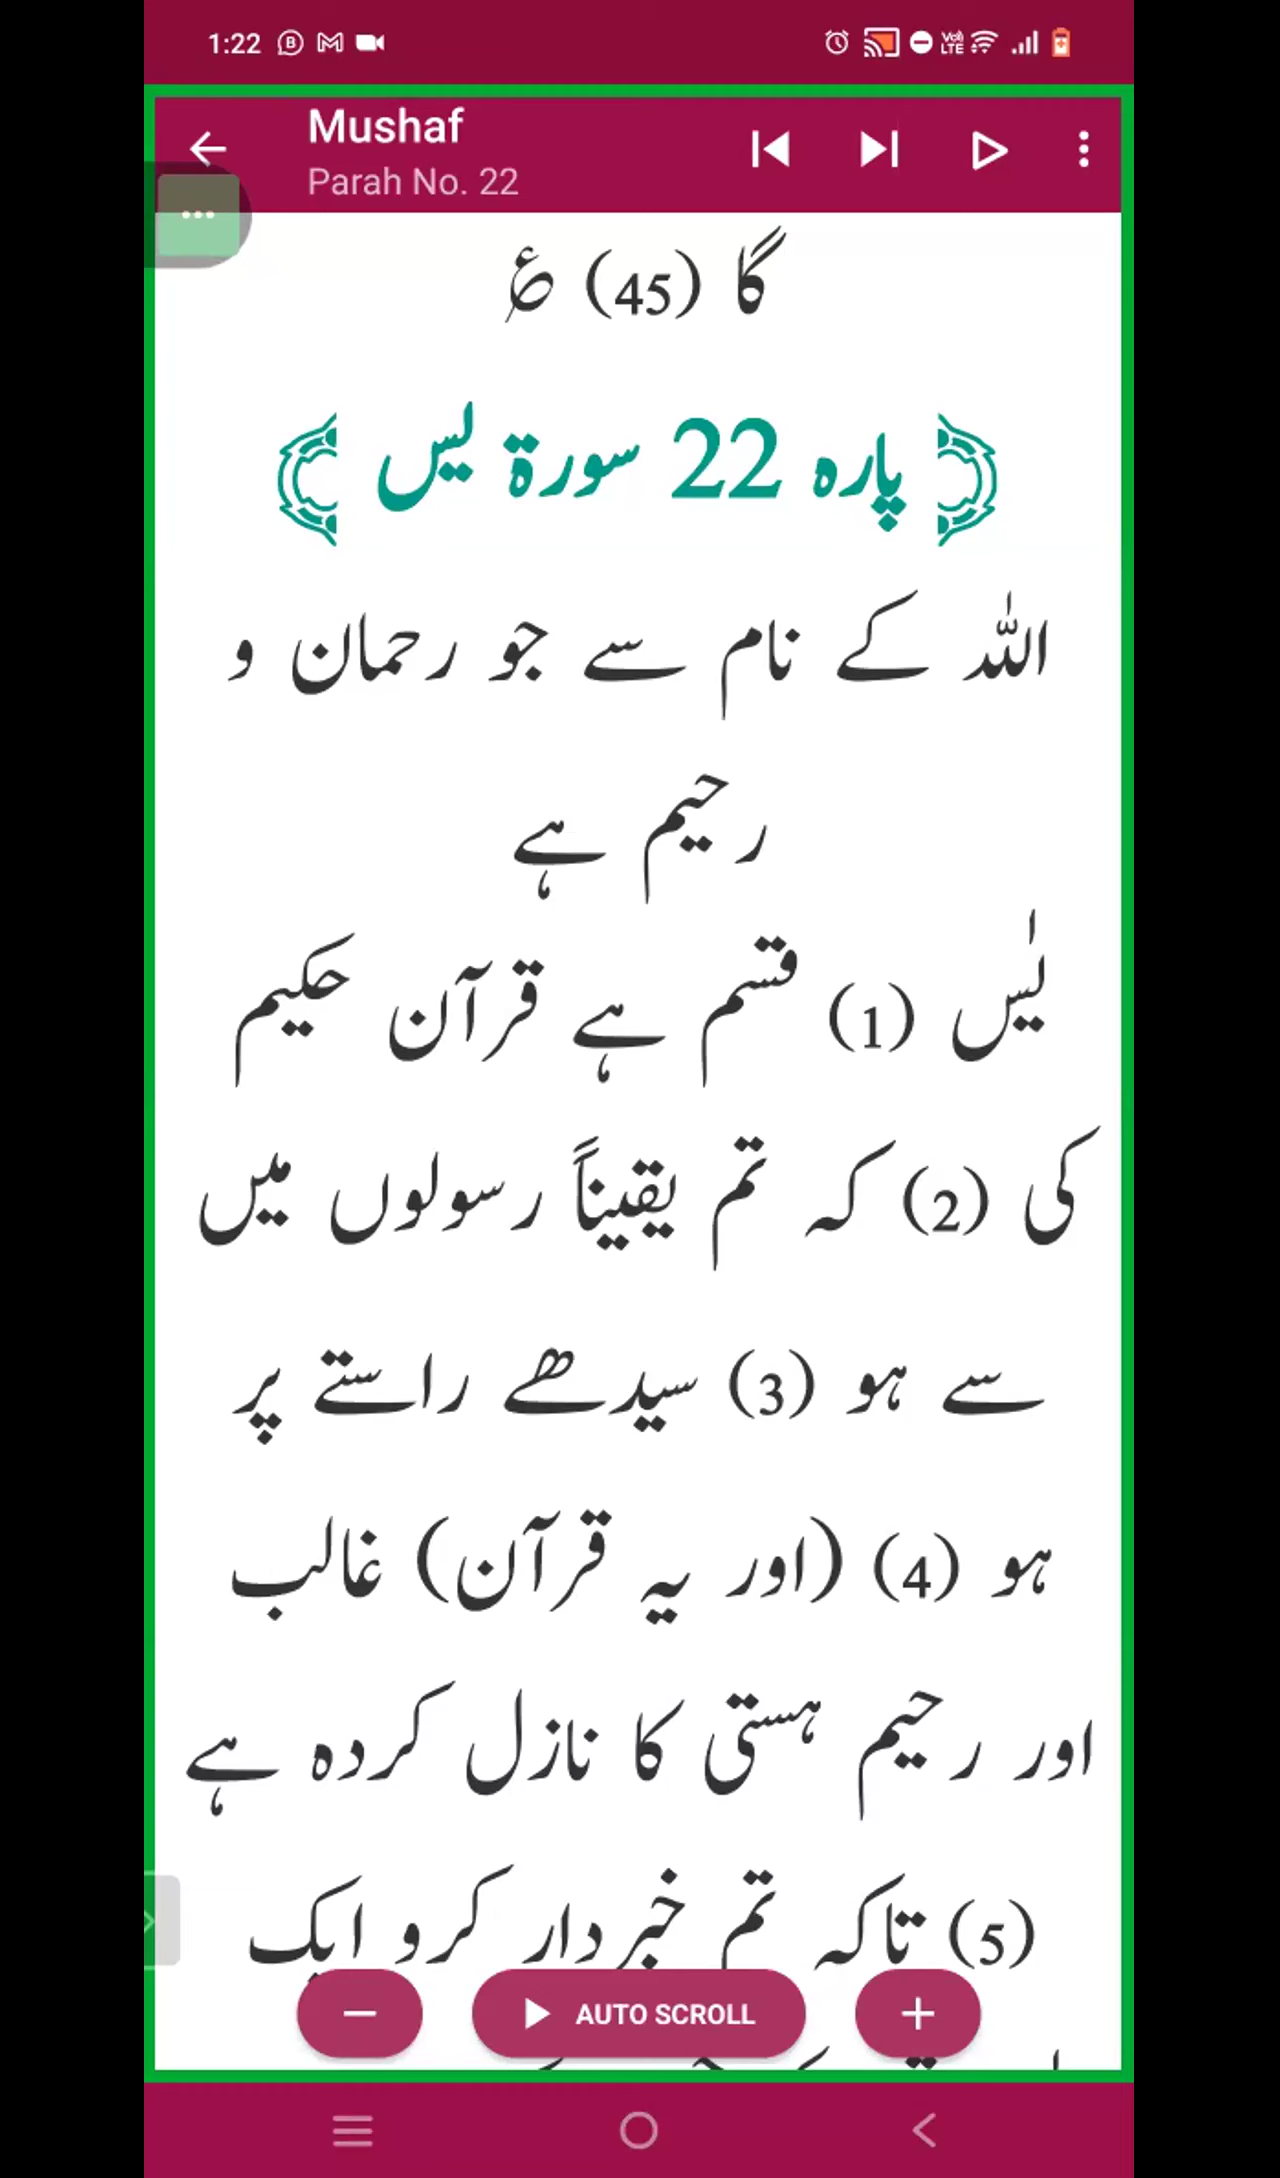 1:22
VoLTE
Mushaf
Parah No. 22
گا (45) ع
پارہ 22 سورۃ یٰس
اللّٰہ کے نام سے جو رحمان و
رحیم ہے
یٰس (1) قسم ہے قرآن حکیم
کی (2) کہ تم یقیناً رسولوں میں
سے ہو (3) سیدھے راستے پر
ہو (4) (اور یہ قرآن) غالب
اور رحیم ہستی کا نازل کردہ ہے
(5) تاکہ تم خبردار کرو ایک
AUTO SCROLL